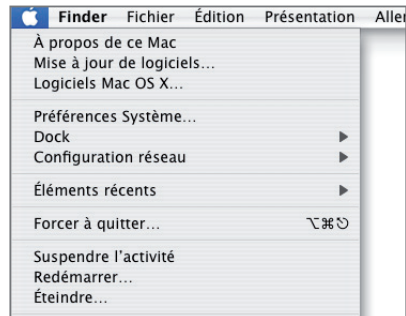 Finder Fichier Édition Présentation Aller
À propos de ce Mac
Mise à jour de logiciels…
Logiciels Mac OS X…
Préférences Système…
Dock
Configuration réseau
Éléments récents
Forcer à quitter… ⌥⌘⎋
Suspendre l’activité
Redémarrer…
Éteindre…